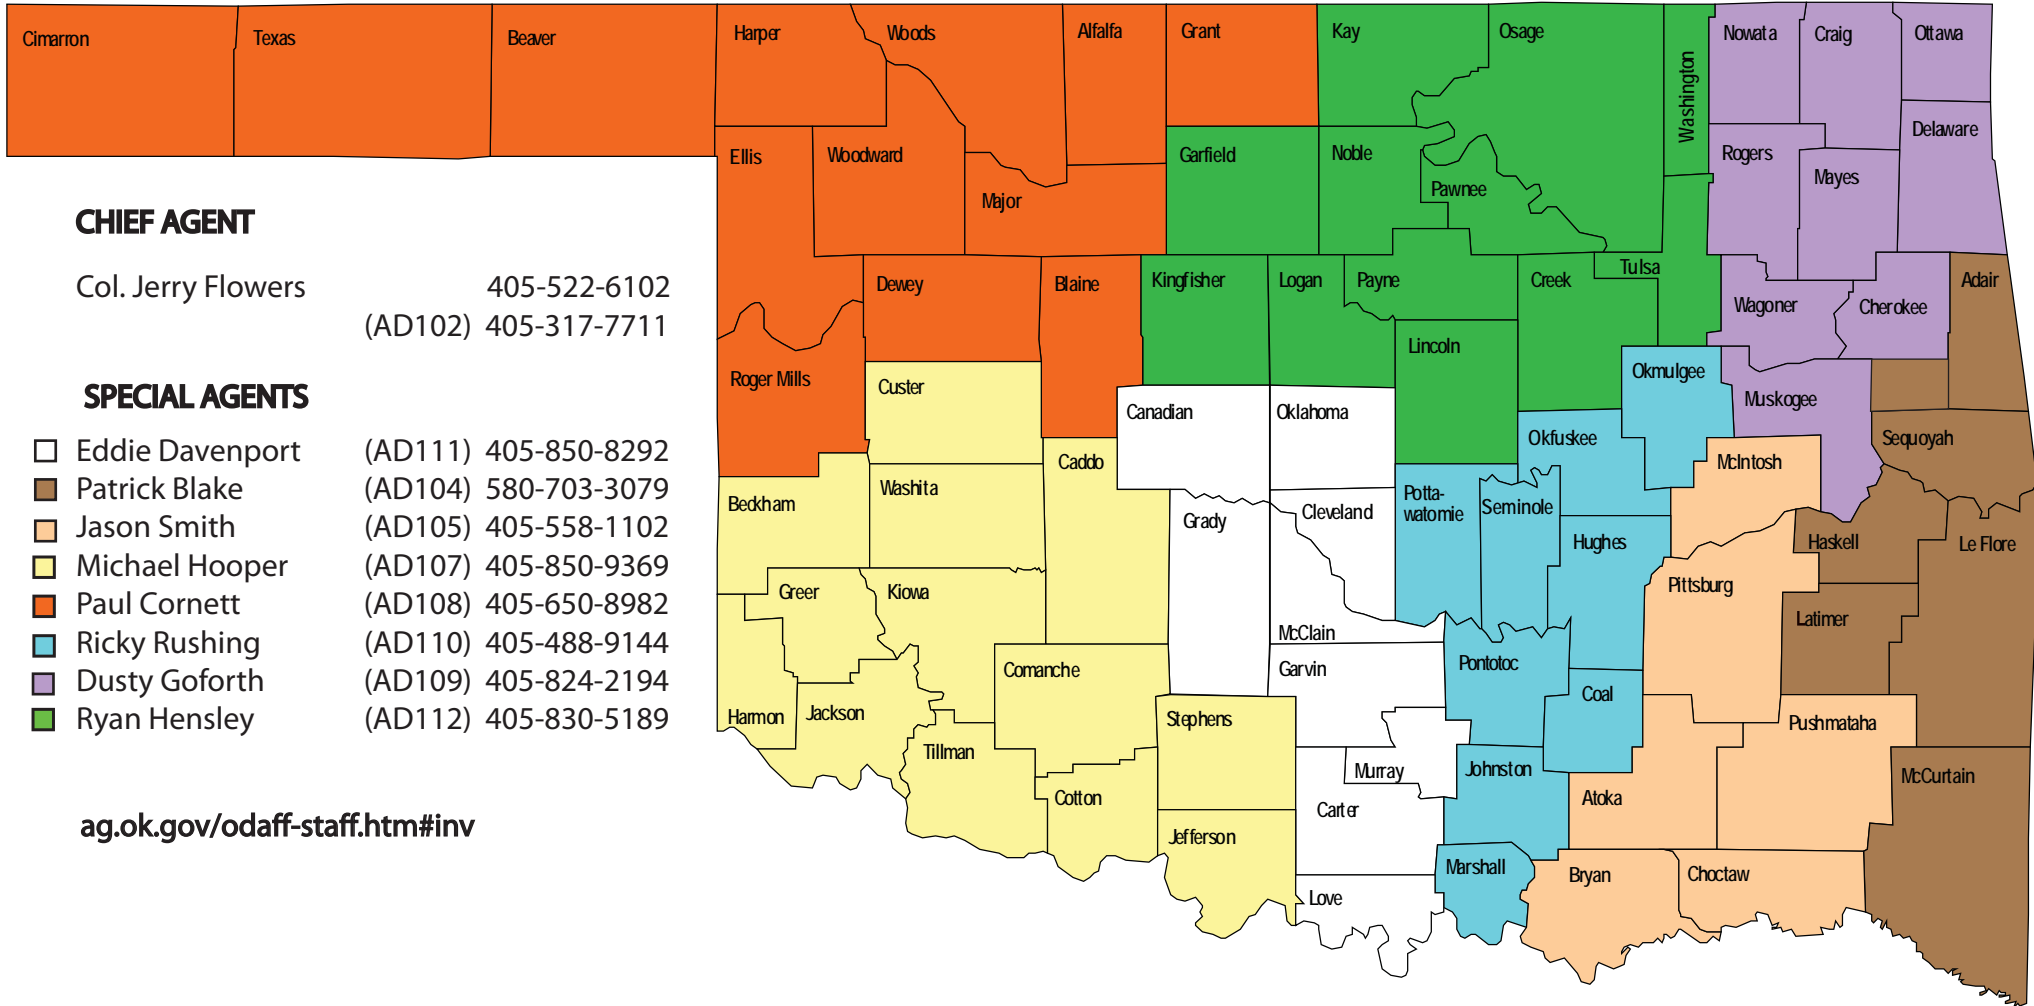 Cimarron
Texas
Beaver
Harper
Woods
Alfalfa
Grant
Kay
Osage
Washington
Nowata
Craig
Ottawa
Ellis
Woodward
Major
Garfield
Noble
Pawnee
Rogers
Mayes
Delaware
CHIEF AGENT
Col. Jerry Flowers 405-522-6102
(AD102) 405-317-7711
Dewey
Blaine
Kingfisher
Logan
Payne
Creek
Tulsa
Wagoner
Cherokee
Adair
Lincoln
Roger Mills
Custer
Okmulgee
Muskogee
SPECIAL AGENTS
Eddie Davenport (AD111) 405-850-8292
Patrick Blake (AD104) 580-703-3079
Jason Smith (AD105) 405-558-1102
Michael Hooper (AD107) 405-850-9369
Paul Cornett (AD108) 405-650-8982
Ricky Rushing (AD110) 405-488-9144
Dusty Goforth (AD109) 405-824-2194
Ryan Hensley (AD112) 405-830-5189
Canadian
Oklahoma
Okfuskee
Sequoyah
Caddo
McIntosh
Beckham
Washita
Grady
Cleveland
Potta-
watomie
Seminole
Hughes
Haskell
Le Flore
Greer
Kiowa
Pittsburg
McClain
Latimer
Comanche
Garvin
Pontotoc
Coal
Harmon
Jackson
Stephens
Pushmataha
Tillman
Murray
Johnston
McCurtain
Cotton
Carter
Atoka
Jefferson
Marshall
Bryan
Choctaw
Love
ag.ok.gov/odaff-staff.htm#inv